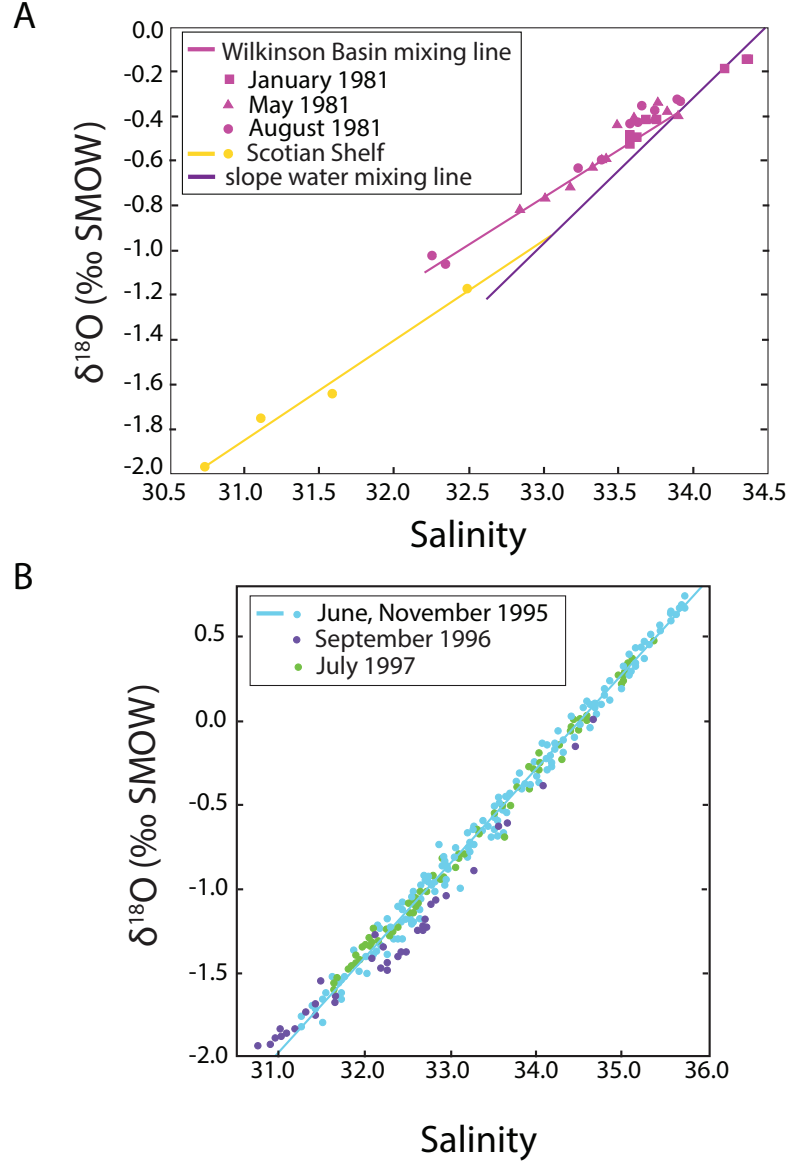 A
Wilkinson Basin mixing line
January 1981
May 1981
August 1981
Scotian Shelf
slope water mixing line
0.0
-0.2
-0.4
-0.6
-0.8
-1.0
-1.2
-1.4
-1.6
-1.8
-2.0
δ¹⁸O (‰ SMOW)
30.5 31.0 31.5 32.0 32.5 33.0 33.5 34.0 34.5
Salinity
B
June, November 1995
September 1996
July 1997
0.5
0.0
-0.5
-1.0
-1.5
-2.0
δ¹⁸O (‰ SMOW)
31.0 32.0 33.0 34.0 35.0 36.0
Salinity